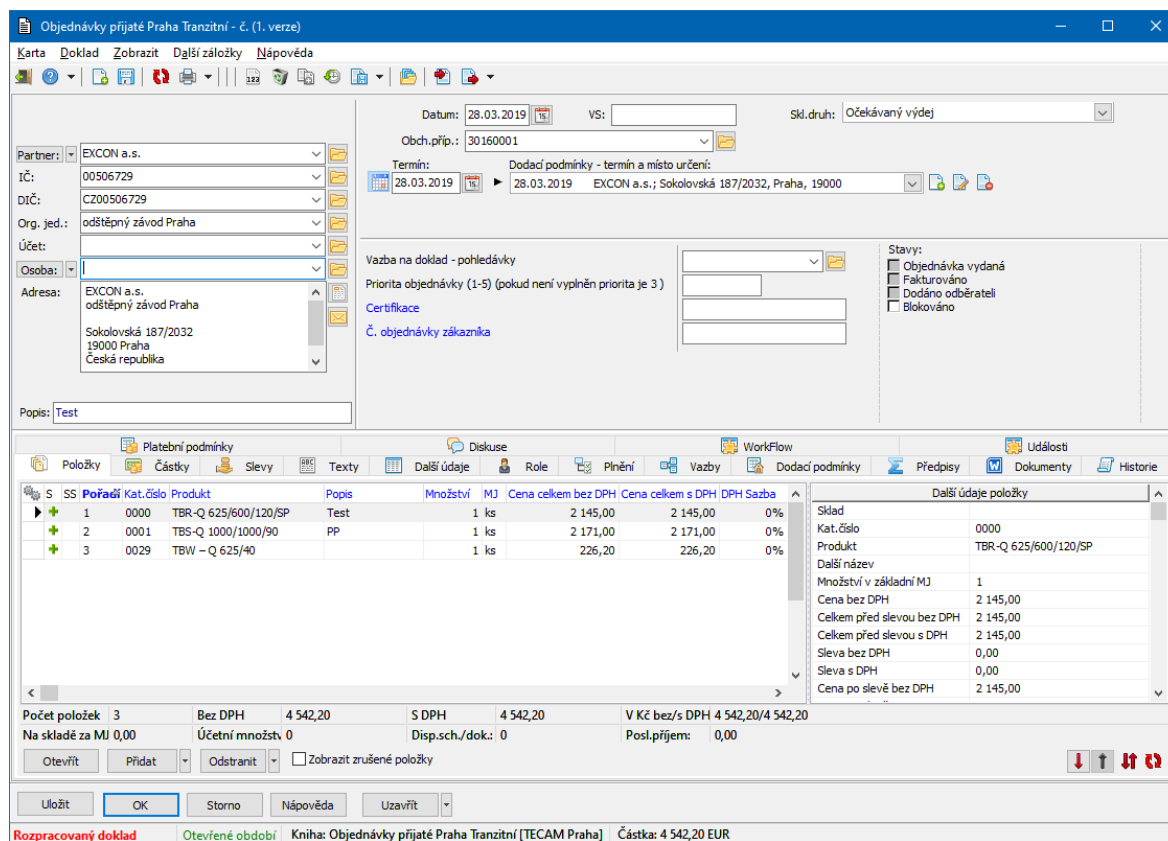 Objednávky přijaté Praha Tranzitní - č. (1. verze)
Karta Doklad Zobrazit Další záložky Nápověda
Datum: 28.03.2019 VS: Skl.druh: Očekávaný výdej
Obch.příp.: 30160001
Termín: Dodací podmínky - termín a místo určení:
28.03.2019 28.03.2019 EXCON a.s.; Sokolovská 187/2032, Praha, 19000
Partner: EXCON a.s.
IČ: 00506729
DIČ: CZ00506729
Org. jed.: odštěpný závod Praha
Účet:
Osoba:
Adresa: EXCON a.s.
odštěpný závod Praha
Sokolovská 187/2032
19000 Praha
Česká republika
Popis: Test
Vazba na doklad - pohledávky
Priorita objednávky (1-5) (pokud není vyplněn priorita je 3 )
Certifikace
Č. objednávky zákazníka
Stavy:
Objednávka vydaná
Fakturováno
Dodáno odběrateli
Blokováno
Platební podmínky Diskuse WorkFlow Události
Položky Částky Slevy Texty Další údaje Role Plnění Vazby Dodací podmínky Předpisy Dokumenty Historie
S SS Pořadí Kat.číslo Produkt Popis Množství MJ Cena celkem bez DPH Cena celkem s DPH DPH Sazba
1 0000 TBR-Q 625/600/120/SP Test 1 ks 2 145,00 2 145,00 0%
2 0001 TBS-Q 1000/1000/90 PP 1 ks 2 171,00 2 171,00 0%
3 0029 TBW – Q 625/40 1 ks 226,20 226,20 0%
Další údaje položky
Sklad
Kat.číslo 0000
Produkt TBR-Q 625/600/120/SP
Další název
Množství v základní MJ 1
Cena bez DPH 2 145,00
Celkem před slevou bez DPH 2 145,00
Celkem před slevou s DPH 2 145,00
Sleva bez DPH 0,00
Sleva s DPH 0,00
Cena po slevě bez DPH 2 145,00
Počet položek 3 Bez DPH 4 542,20 S DPH 4 542,20 V Kč bez/s DPH 4 542,20/4 542,20
Na skladě za MJ 0,00 Účetní množstv 0 Disp.sch./dok.: 0 Posl.příjem: 0,00
Otevřít Přidat Odstranit Zobrazit zrušené položky
Uložit OK Storno Nápověda Uzavřít
Rozpracovaný doklad Otevřené období Kniha: Objednávky přijaté Praha Tranzitní [TECAM Praha] Částka: 4 542,20 EUR